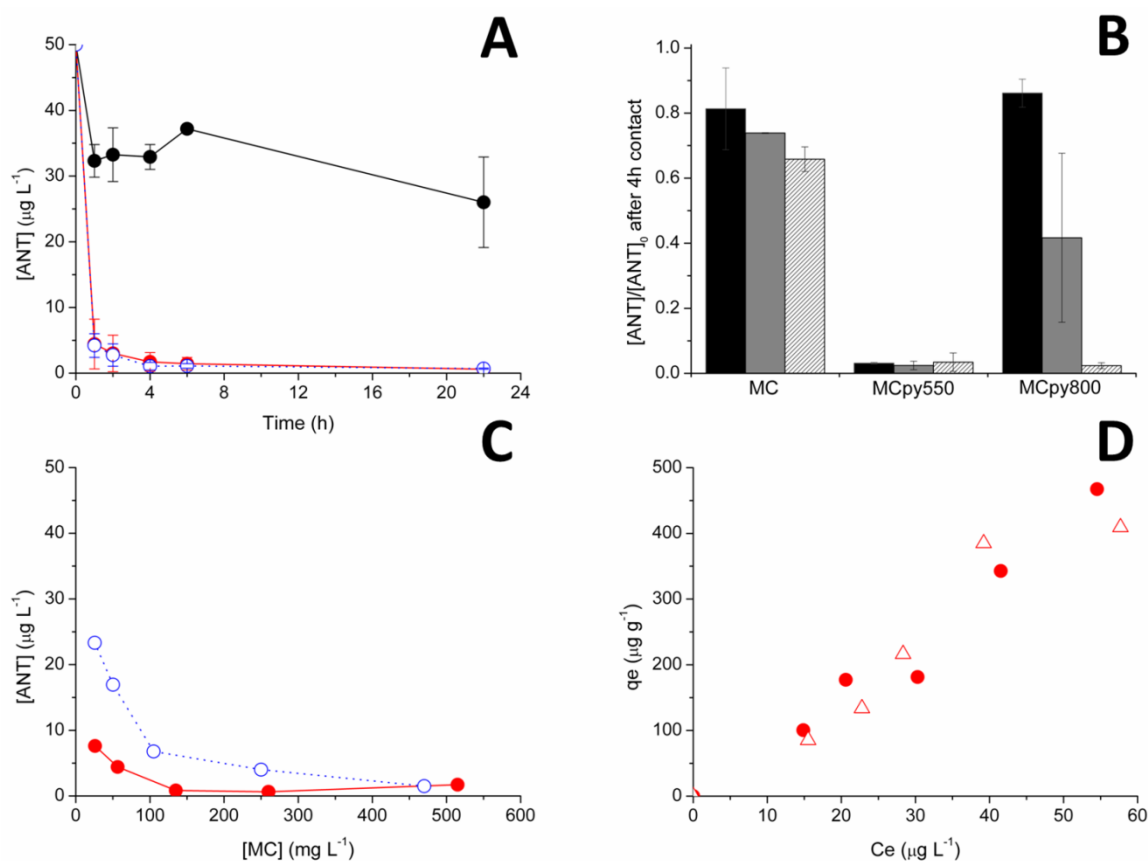 A
50
40
30
20
10
0
[ANT] (µg L⁻¹)
0 4 8 12 16 20 24
Time (h)
B
1.0
0.8
0.6
0.4
0.2
0.0
[ANT]/[ANT]₀ after 4h contact
MC MCpy550 MCpy800
C
50
40
30
20
10
0
[ANT] (µg L⁻¹)
0 100 200 300 400 500 600
[MC] (mg L⁻¹)
D
500
400
300
200
100
0
qe (µg g⁻¹)
0 10 20 30 40 50 60
Ce (µg L⁻¹)